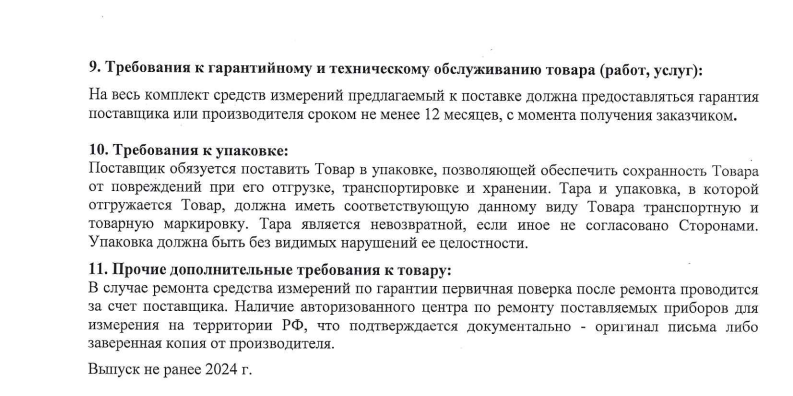 9. Требования к гарантийному и техническому обслуживанию товара (работ, услуг):
На весь комплект средств измерений предлагаемый к поставке должна предоставляться гарантия
поставщика или производителя сроком не менее 12 месяцев, с момента получения заказчиком.
10. Требования к упаковке:
Поставщик обязуется поставить Товар в упаковке, позволяющей обеспечить сохранность Товара
от повреждений при его отгрузке, транспортировке и хранении. Тара и упаковка, в которой
отгружается Товар, должна иметь соответствующую данному виду Товара транспортную и
товарную маркировку. Тара является невозвратной, если иное не согласовано Сторонами.
Упаковка должна быть без видимых нарушений ее целостности.
11. Прочие дополнительные требования к товару:
В случае ремонта средства измерений по гарантии первичная поверка после ремонта проводится
за счет поставщика. Наличие авторизованного центра по ремонту поставляемых приборов для
измерения на территории РФ, что подтверждается документально - оригинал письма либо
заверенная копия от производителя.
Выпуск не ранее 2024 г.